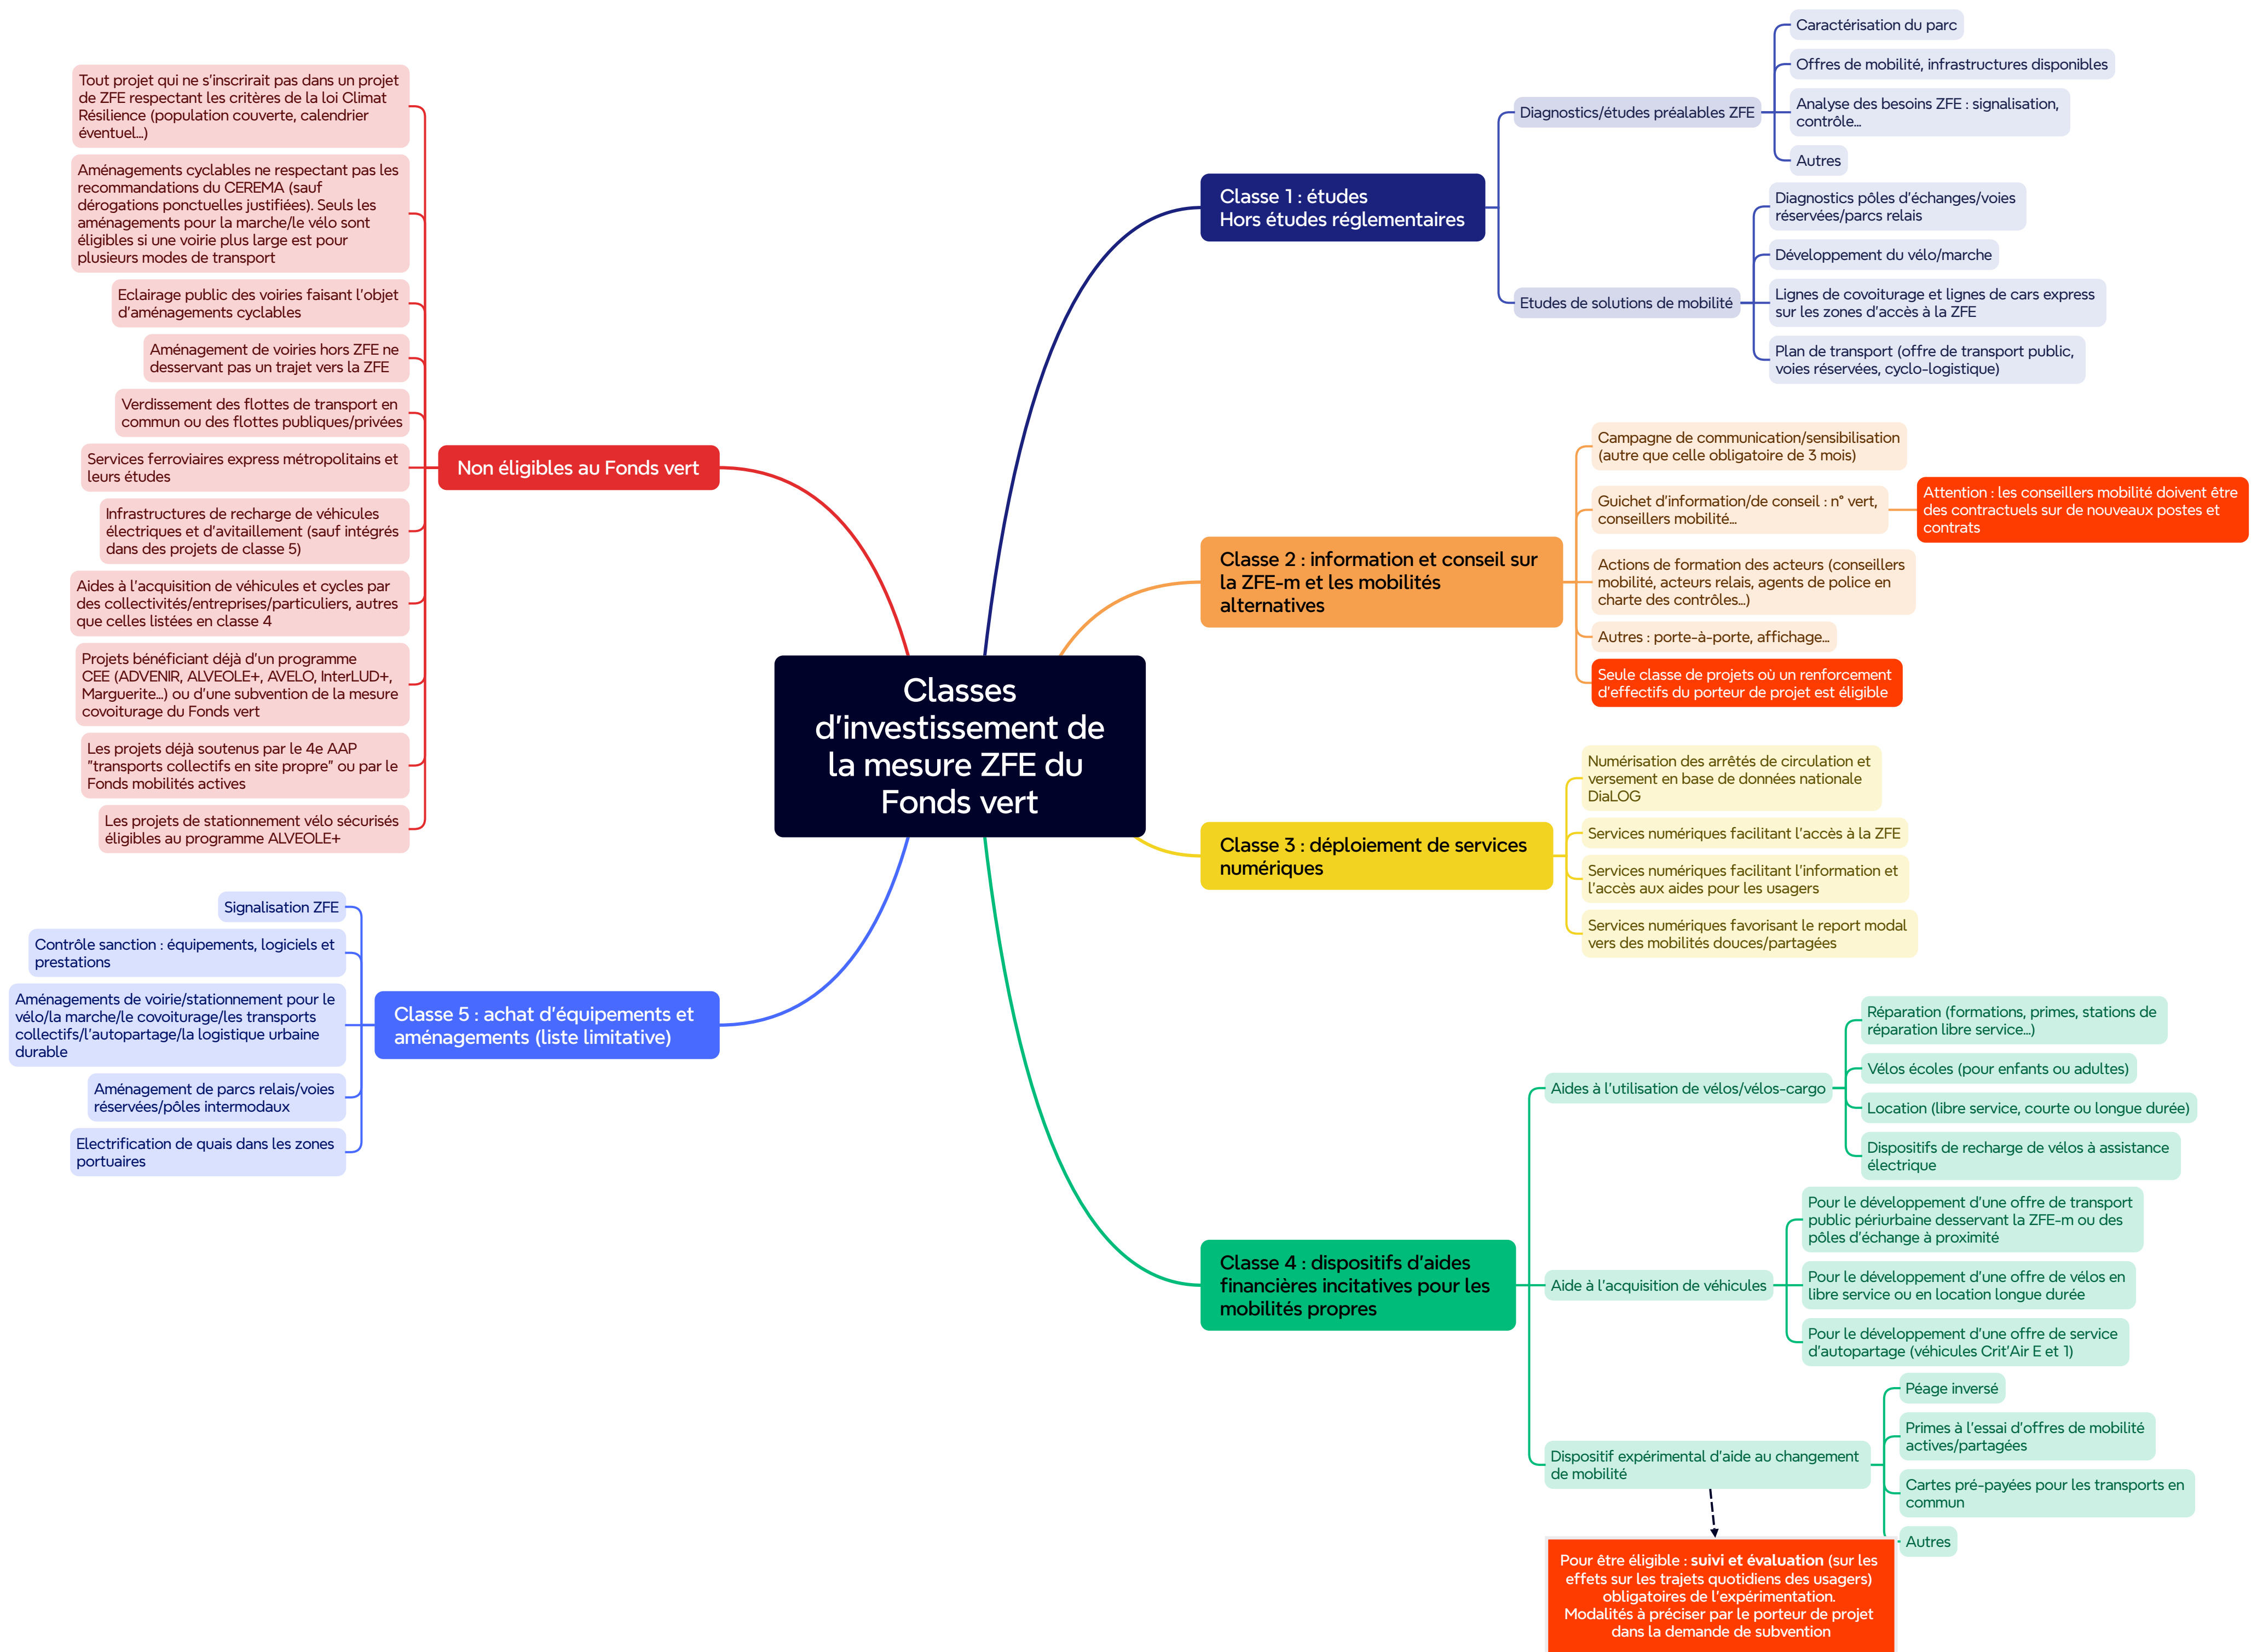 Classes
d'investissement de
la mesure ZFE du
Fonds vert
Classe 1 : études
Hors études réglementaires
Diagnostics/études préalables ZFE
Caractérisation du parc
Offres de mobilité, infrastructures disponibles
Analyse des besoins ZFE : signalisation,
contrôle...
Autres
Etudes de solutions de mobilité
Diagnostics pôles d'échanges/voies
réservées/parcs relais
Développement du vélo/marche
Lignes de covoiturage et lignes de cars express
sur les zones d'accès à la ZFE
Plan de transport (offre de transport public,
voies réservées, cyclo-logistique)
Classe 2 : information et conseil sur
la ZFE-m et les mobilités
alternatives
Campagne de communication/sensibilisation
(autre que celle obligatoire de 3 mois)
Guichet d'information/de conseil : n° vert,
conseillers mobilité...
Attention : les conseillers mobilité doivent être
des contractuels sur de nouveaux postes et
contrats
Actions de formation des acteurs (conseillers
mobilité, acteurs relais, agents de police en
charte des contrôles...)
Autres : porte-à-porte, affichage...
Seule classe de projets où un renforcement
d'effectifs du porteur de projet est éligible
Classe 3 : déploiement de services
numériques
Numérisation des arrêtés de circulation et
versement en base de données nationale
DiaLOG
Services numériques facilitant l'accès à la ZFE
Services numériques facilitant l'information et
l'accès aux aides pour les usagers
Services numériques favorisant le report modal
vers des mobilités douces/partagées
Classe 4 : dispositifs d'aides
financières incitatives pour les
mobilités propres
Aides à l'utilisation de vélos/vélos-cargo
Réparation (formations, primes, stations de
réparation libre service...)
Vélos écoles (pour enfants ou adultes)
Location (libre service, courte ou longue durée)
Dispositifs de recharge de vélos à assistance
électrique
Aide à l'acquisition de véhicules
Pour le développement d'une offre de transport
public périurbaine desservant la ZFE-m ou des
pôles d'échange à proximité
Pour le développement d'une offre de vélos en
libre service ou en location longue durée
Pour le développement d'une offre de service
d'autopartage (véhicules Crit'Air E et 1)
Dispositif expérimental d'aide au changement
de mobilité
Péage inversé
Primes à l'essai d'offres de mobilité
actives/partagées
Cartes pré-payées pour les transports en
commun
Autres
Pour être éligible : suivi et évaluation (sur les
effets sur les trajets quotidiens des usagers)
obligatoires de l'expérimentation.
Modalités à préciser par le porteur de projet
dans la demande de subvention
Classe 5 : achat d'équipements et
aménagements (liste limitative)
Signalisation ZFE
Contrôle sanction : équipements, logiciels et
prestations
Aménagements de voirie/stationnement pour le
vélo/la marche/le covoiturage/les transports
collectifs/l'autopartage/la logistique urbaine
durable
Aménagement de parcs relais/voies
réservées/pôles intermodaux
Electrification de quais dans les zones
portuaires
Non éligibles au Fonds vert
Tout projet qui ne s'inscrirait pas dans un projet
de ZFE respectant les critères de la loi Climat
Résilience (population couverte, calendrier
éventuel...)
Aménagements cyclables ne respectant pas les
recommandations du CEREMA (sauf
dérogations ponctuelles justifiées). Seuls les
aménagements pour la marche/le vélo sont
éligibles si une voirie plus large est pour
plusieurs modes de transport
Eclairage public des voiries faisant l'objet
d'aménagements cyclables
Aménagement de voiries hors ZFE ne
desservant pas un trajet vers la ZFE
Verdissement des flottes de transport en
commun ou des flottes publiques/privées
Services ferroviaires express métropolitains et
leurs études
Infrastructures de recharge de véhicules
électriques et d'avitaillement (sauf intégrés
dans des projets de classe 5)
Aides à l'acquisition de véhicules et cycles par
des collectivités/entreprises/particuliers, autres
que celles listées en classe 4
Projets bénéficiant déjà d'un programme
CEE (ADVENIR, ALVEOLE+, AVELO, InterLUD+,
Marguerite...) ou d'une subvention de la mesure
covoiturage du Fonds vert
Les projets déjà soutenus par le 4e AAP
"transports collectifs en site propre" ou par le
Fonds mobilités actives
Les projets de stationnement vélo sécurisés
éligibles au programme ALVEOLE+